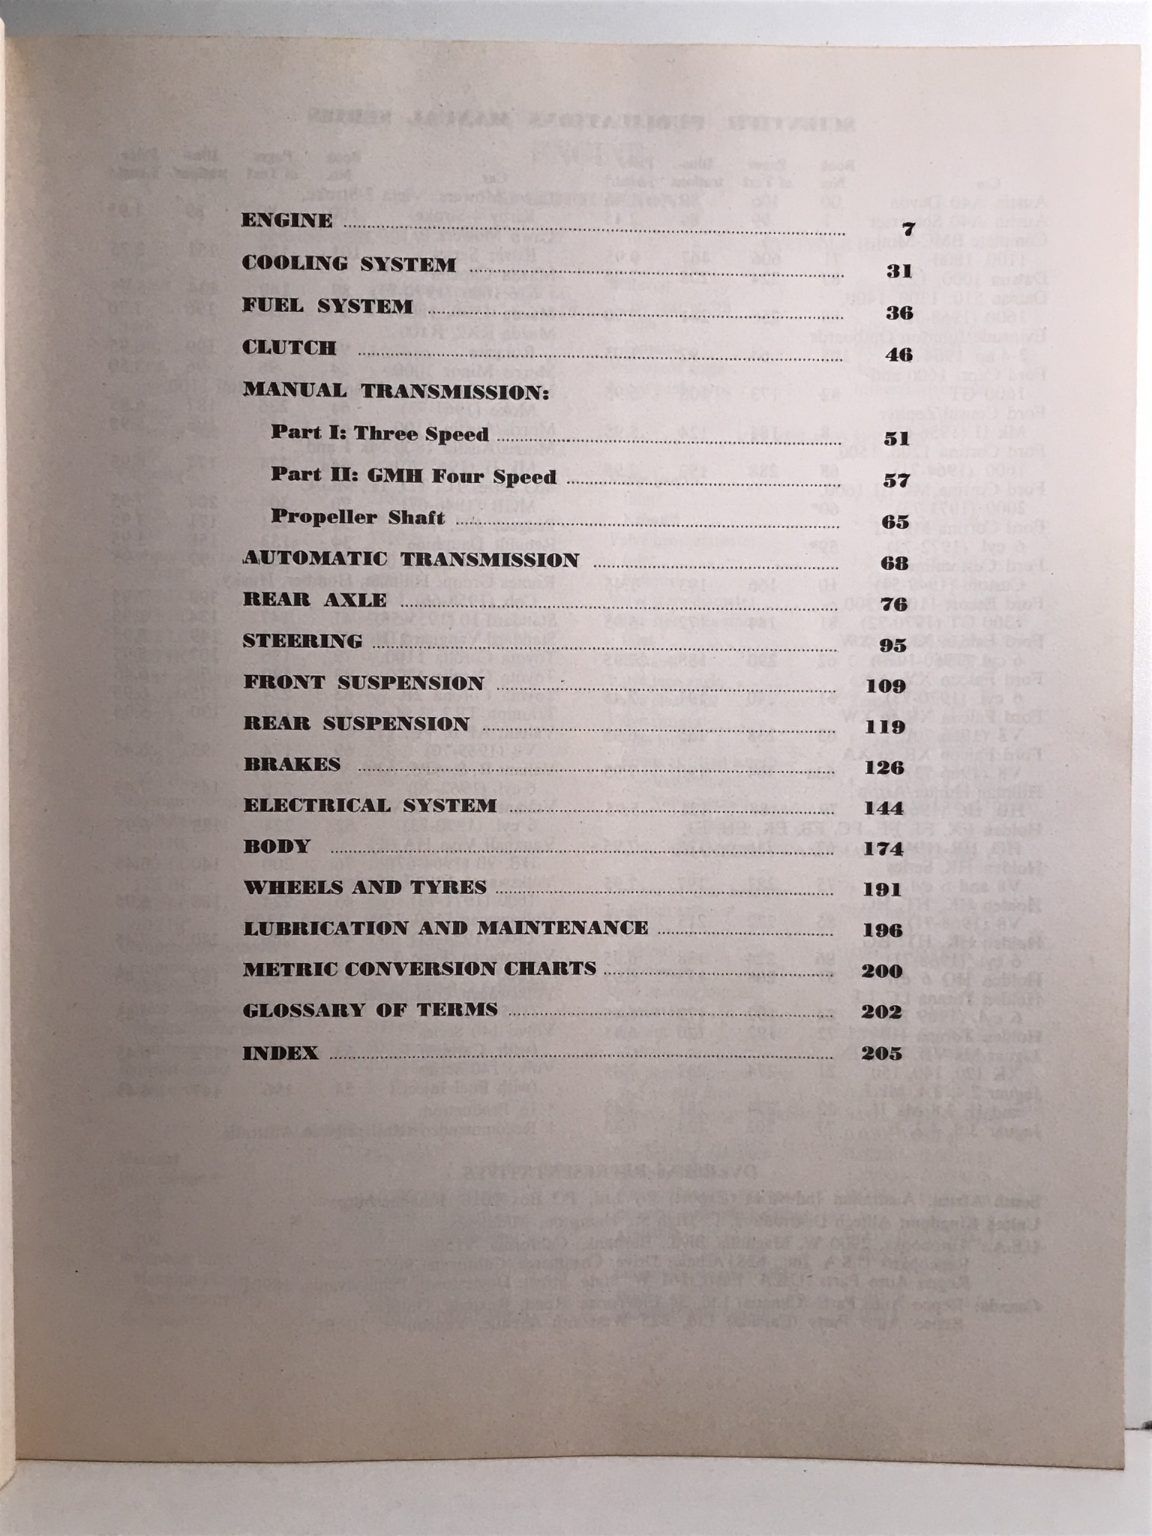 ENGINE 7
COOLING SYSTEM 31
FUEL SYSTEM 36
CLUTCH 46
MANUAL TRANSMISSION:
Part I: Three Speed 51
Part II: GMH Four Speed 57
Propeller Shaft 65
AUTOMATIC TRANSMISSION 68
REAR AXLE 76
STEERING 95
FRONT SUSPENSION 109
REAR SUSPENSION 119
BRAKES 126
ELECTRICAL SYSTEM 144
BODY 174
WHEELS AND TYRES 191
LUBRICATION AND MAINTENANCE 196
METRIC CONVERSION CHARTS 200
GLOSSARY OF TERMS 202
INDEX 205